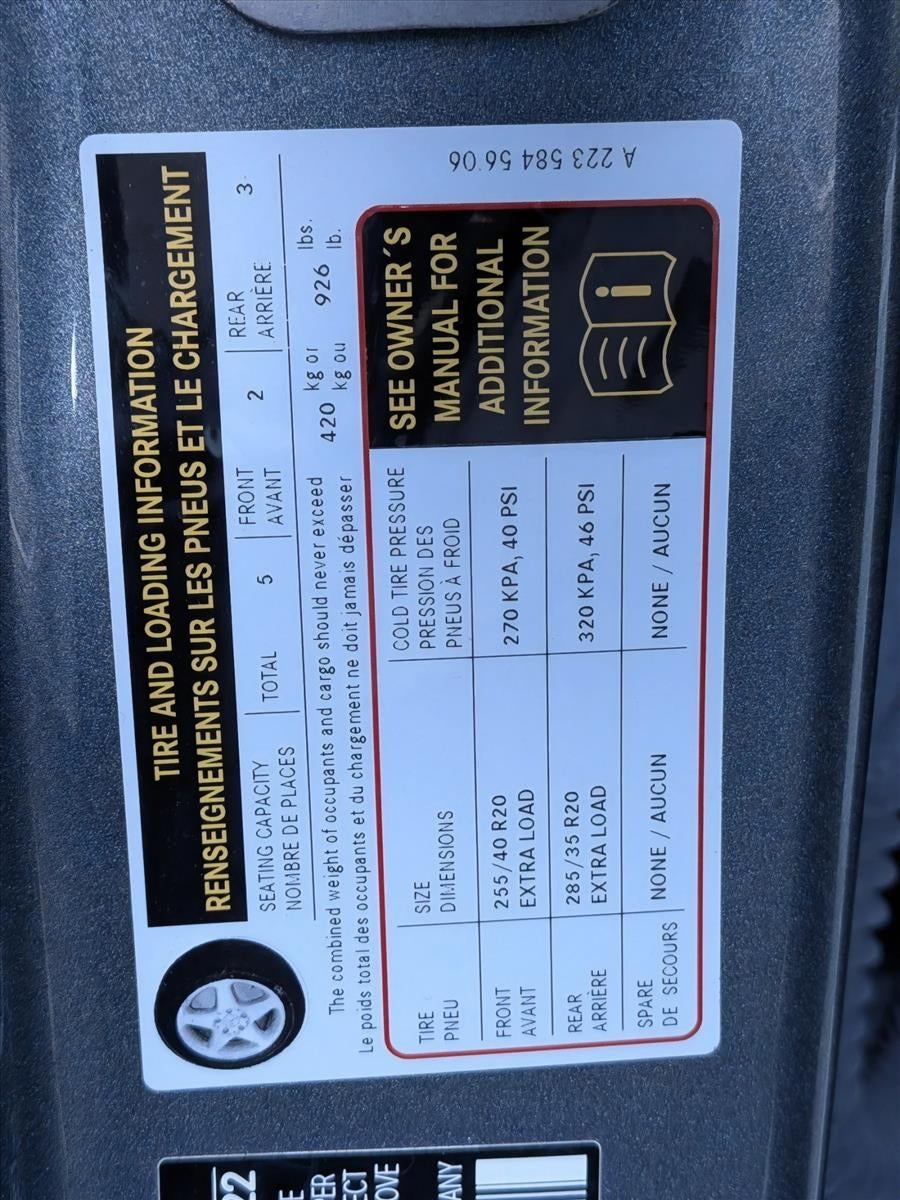 TIRE AND LOADING INFORMATION
RENSEIGNEMENTS SUR LES PNEUS ET LE CHARGEMENT
SEATING CAPACITY TOTAL 5 FRONT 2 REAR 3
NOMBRE DE PLACES AVANT ARRIÈRE
The combined weight of occupants and cargo should never exceed 420 kg or 926 lbs.
Le poids total des occupants et du chargement ne doit jamais dépasser kg ou lb.
TIRE SIZE COLD TIRE PRESSURE
PNEU DIMENSIONS PRESSION DES
PNEUS À FROID
FRONT 255/40 R20 270 KPA, 40 PSI
AVANT EXTRA LOAD
REAR 285/35 R20 320 KPA, 46 PSI
ARRIÈRE EXTRA LOAD
SPARE NONE / AUCUN NONE / AUCUN
DE SECOURS
SEE OWNER´S
MANUAL FOR
ADDITIONAL
INFORMATION
A 223 584 56 06
22
E
ER
ECT
OVE
ANY